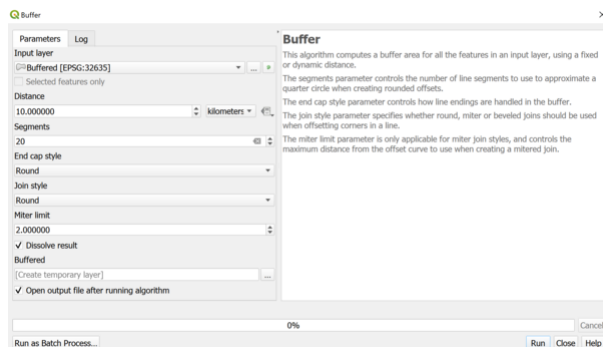 Buffer
Parameters
Log
Input layer
Buffered [EPSG:32635]
...
Selected features only
Distance
10.000000
kilometers
Segments
20
End cap style
Round
Join style
Round
Miter limit
2.000000
✓ Dissolve result
Buffered
[Create temporary layer]
...
✓ Open output file after running algorithm
Buffer
This algorithm computes a buffer area for all the features in an input layer, using a fixed
or dynamic distance.
The segments parameter controls the number of line segments to use to approximate a
quarter circle when creating rounded offsets.
The end cap style parameter controls how line endings are handled in the buffer.
The join style parameter specifies whether round, miter or beveled joins should be used
when offsetting corners in a line.
The miter limit parameter is only applicable for miter join styles, and controls the
maximum distance from the offset curve to use when creating a mitered join.
0%
Cancel
Run as Batch Process...
Run
Close
Help